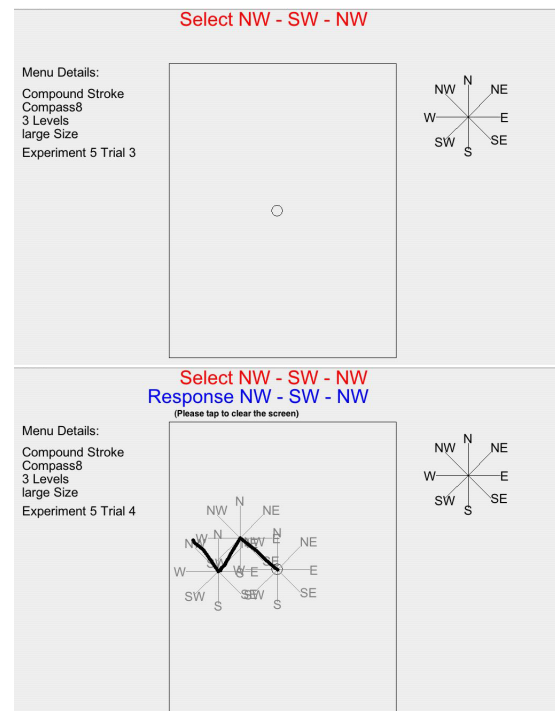 Select NW - SW - NW
Menu Details:
Compound Stroke
Compass8
3 Levels
large Size
Experiment 5 Trial 3
N
NW NE
W E
SW SE
S
Select NW - SW - NW
Response NW - SW - NW
(Please tap to clear the screen)
Menu Details:
Compound Stroke
Compass8
3 Levels
large Size
Experiment 5 Trial 4
N
NW NE
W E
SW SE
S
N
NW NE
W N E N
NE
W E E
SW SE
S S